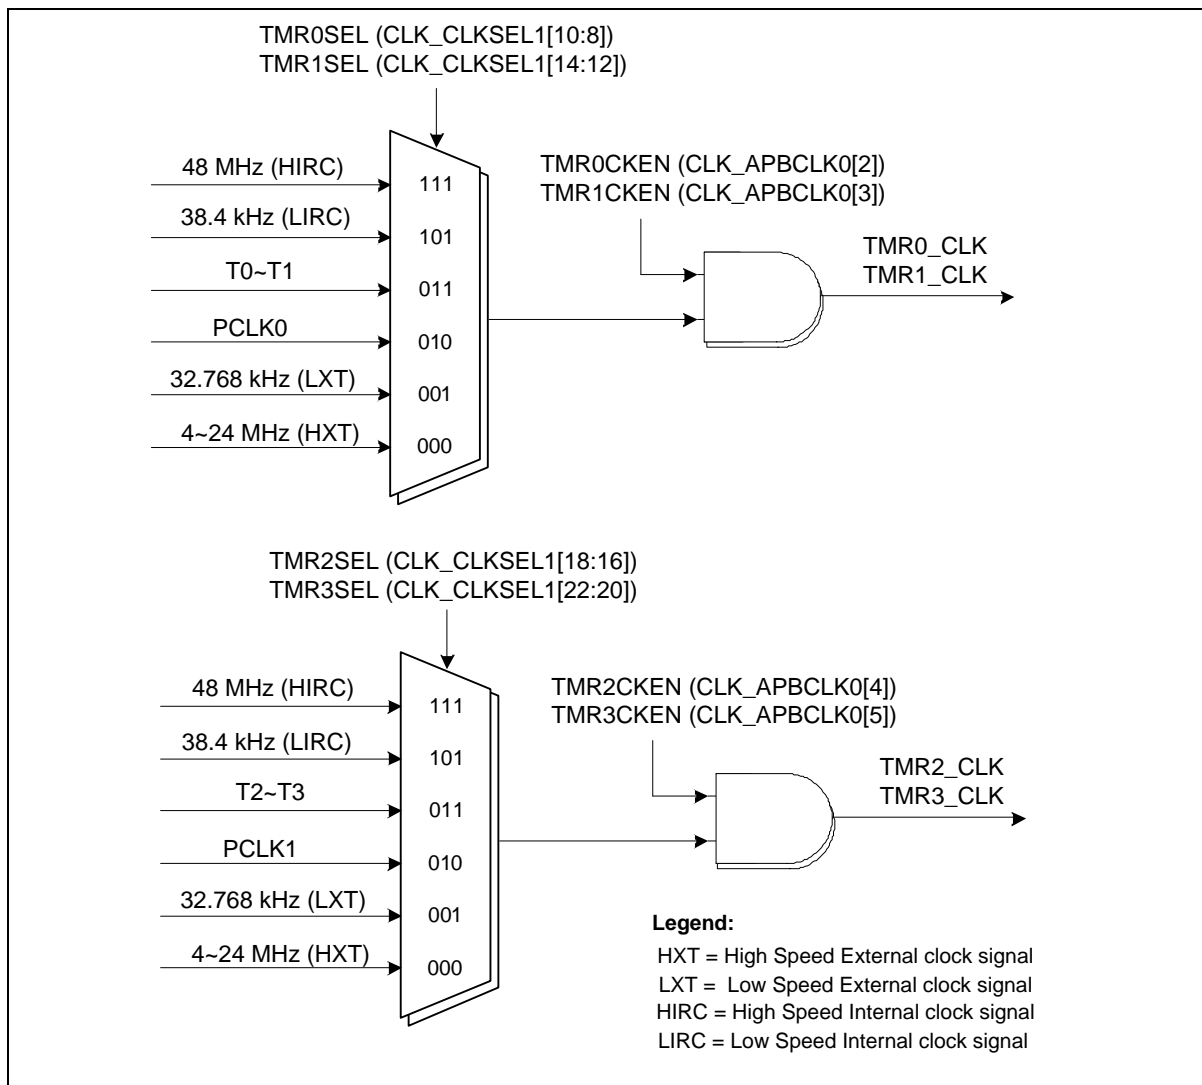 TMR0SEL (CLK_CLKSEL1[10:8])
TMR1SEL (CLK_CLKSEL1[14:12])
48 MHz (HIRC)
111
38.4 kHz (LIRC)
101
T0~T1
011
PCLK0
010
32.768 kHz (LXT)
001
4~24 MHz (HXT)
000
TMR0CKEN (CLK_APBCLK0[2])
TMR1CKEN (CLK_APBCLK0[3])
TMR0_CLK
TMR1_CLK
TMR2SEL (CLK_CLKSEL1[18:16])
TMR3SEL (CLK_CLKSEL1[22:20])
48 MHz (HIRC)
111
38.4 kHz (LIRC)
101
T2~T3
011
PCLK1
010
32.768 kHz (LXT)
001
4~24 MHz (HXT)
000
TMR2CKEN (CLK_APBCLK0[4])
TMR3CKEN (CLK_APBCLK0[5])
TMR2_CLK
TMR3_CLK
Legend:
HXT = High Speed External clock signal
LXT = Low Speed External clock signal
HIRC = High Speed Internal clock signal
LIRC = Low Speed Internal clock signal